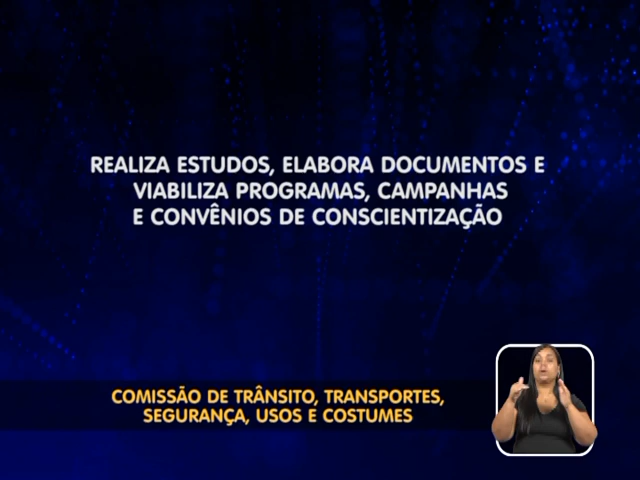 REALIZA ESTUDOS, ELABORA DOCUMENTOS E
VIABILIZA PROGRAMAS, CAMPANHAS
E CONVÊNIOS DE CONSCIENTIZAÇÃO
COMISSÃO DE TRÂNSITO, TRANSPORTES,
SEGURANÇA, USOS E COSTUMES